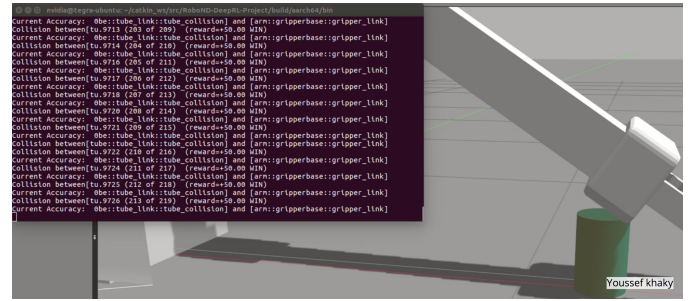 nvidia@tegra-ubuntu: ~/catkin_ws/src/RoboND-DeepRL-Project/build/aarch64/bin
Current Accuracy:  0be::tube_link::tube_collision] and [arm::gripperbase::gripper_link]
Collision between[tu.9713 (203 of 209)  (reward=+50.00 WIN)
Current Accuracy:  0be::tube_link::tube_collision] and [arm::gripperbase::gripper_link]
Collision between[tu.9714 (204 of 210)  (reward=+50.00 WIN)
Current Accuracy:  0be::tube_link::tube_collision] and [arm::gripperbase::gripper_link]
Collision between[tu.9716 (205 of 211)  (reward=+50.00 WIN)
Current Accuracy:  0be::tube_link::tube_collision] and [arm::gripperbase::gripper_link]
Collision between[tu.9717 (206 of 212)  (reward=+50.00 WIN)
Current Accuracy:  0be::tube_link::tube_collision] and [arm::gripperbase::gripper_link]
Collision between[tu.9718 (207 of 213)  (reward=+50.00 WIN)
Current Accuracy:  0be::tube_link::tube_collision] and [arm::gripperbase::gripper_link]
Collision between[tu.9720 (208 of 214)  (reward=+50.00 WIN)
Current Accuracy:  0be::tube_link::tube_collision] and [arm::gripperbase::gripper_link]
Collision between[tu.9721 (209 of 215)  (reward=+50.00 WIN)
Current Accuracy:  0be::tube_link::tube_collision] and [arm::gripperbase::gripper_link]
Collision between[tu.9722 (210 of 216)  (reward=+50.00 WIN)
Current Accuracy:  0be::tube_link::tube_collision] and [arm::gripperbase::gripper_link]
Collision between[tu.9724 (211 of 217)  (reward=+50.00 WIN)
Current Accuracy:  0be::tube_link::tube_collision] and [arm::gripperbase::gripper_link]
Collision between[tu.9725 (212 of 218)  (reward=+50.00 WIN)
Current Accuracy:  0be::tube_link::tube_collision] and [arm::gripperbase::gripper_link]
Collision between[tu.9726 (213 of 219)  (reward=+50.00 WIN)
Current Accuracy:  0be::tube_link::tube_collision] and [arm::gripperbase::gripper_link]
Youssef khaky